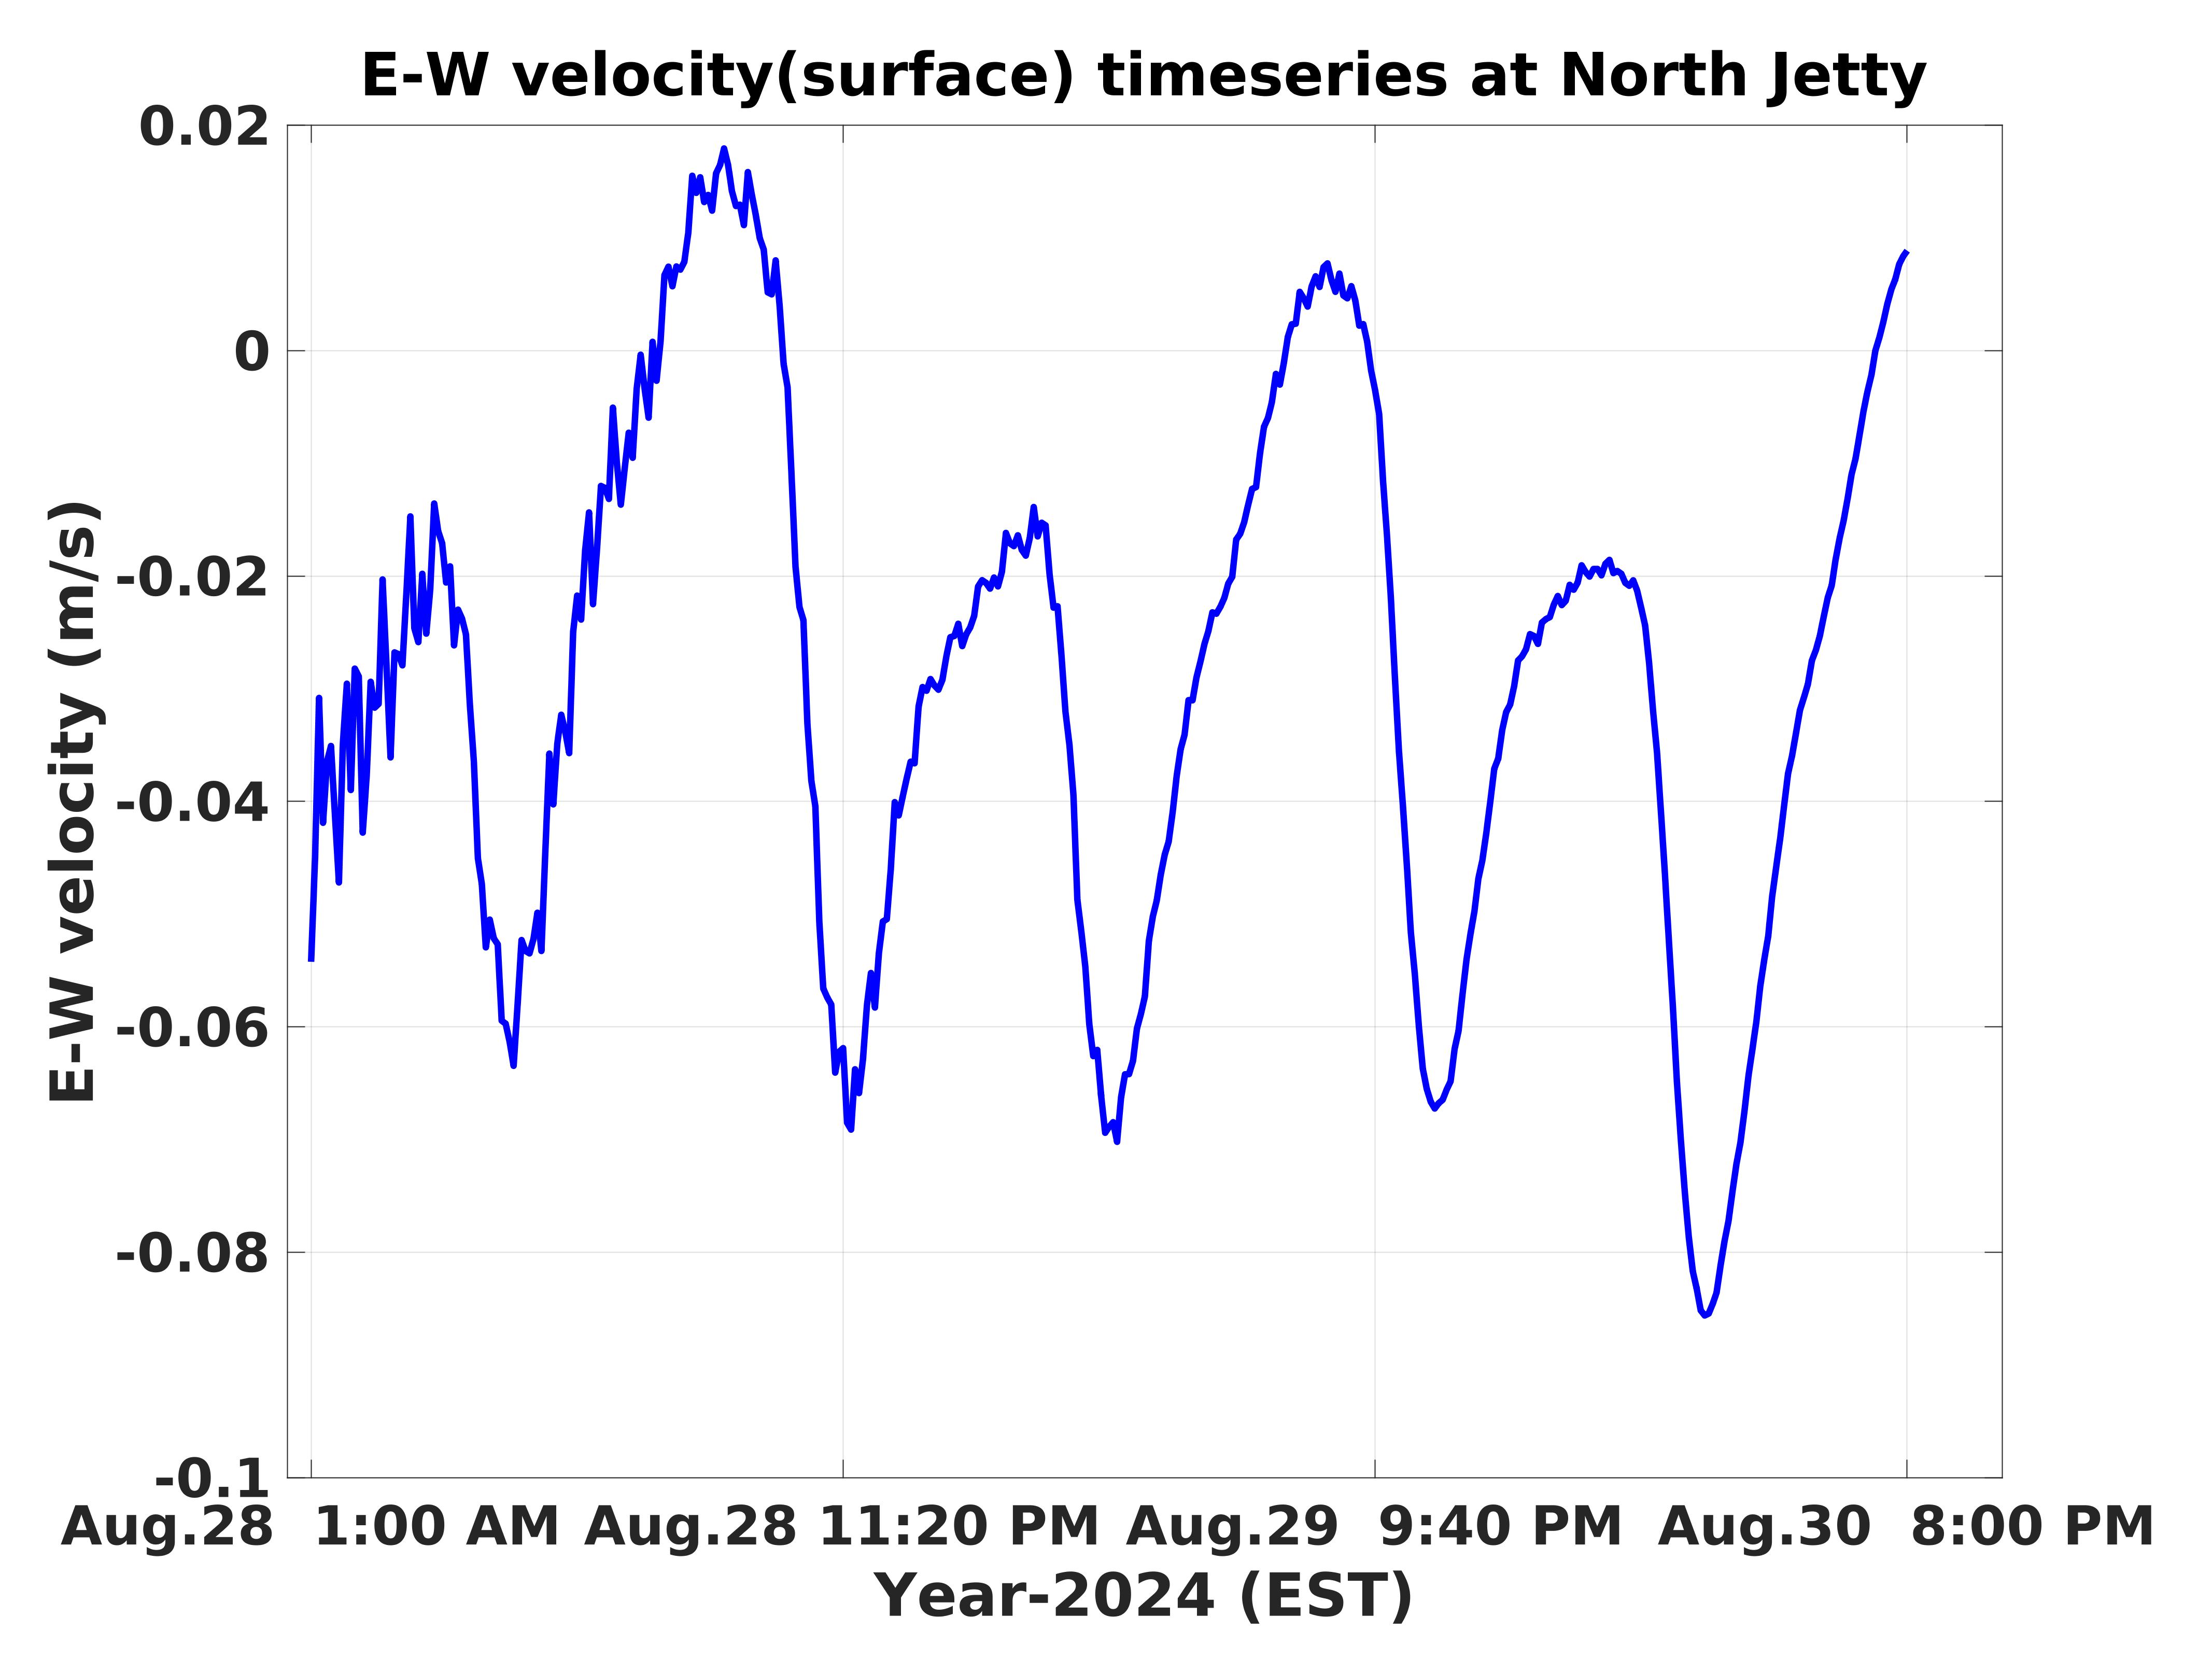 E-W velocity(surface) timeseries at North Jetty
E-W velocity (m/s)
0.02
0
-0.02
-0.04
-0.06
-0.08
-0.1
Aug.28 1:00 AM Aug.28 11:20 PM Aug.29 9:40 PM Aug.30 8:00 PM
Year-2024 (EST)